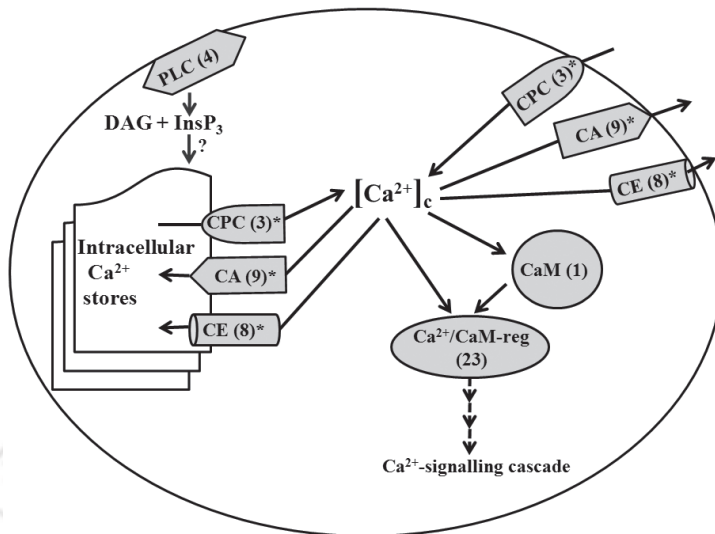 PLC (4)
DAG + InsP₃
?
CPC (3)*
CA (9)*
CE (8)*
[Ca²⁺]c
CPC (3)*
Intracellular
Ca²⁺
stores
CA (9)*
CE (8)*
CaM (1)
Ca²⁺/CaM-reg
(23)
Ca²⁺-signalling cascade